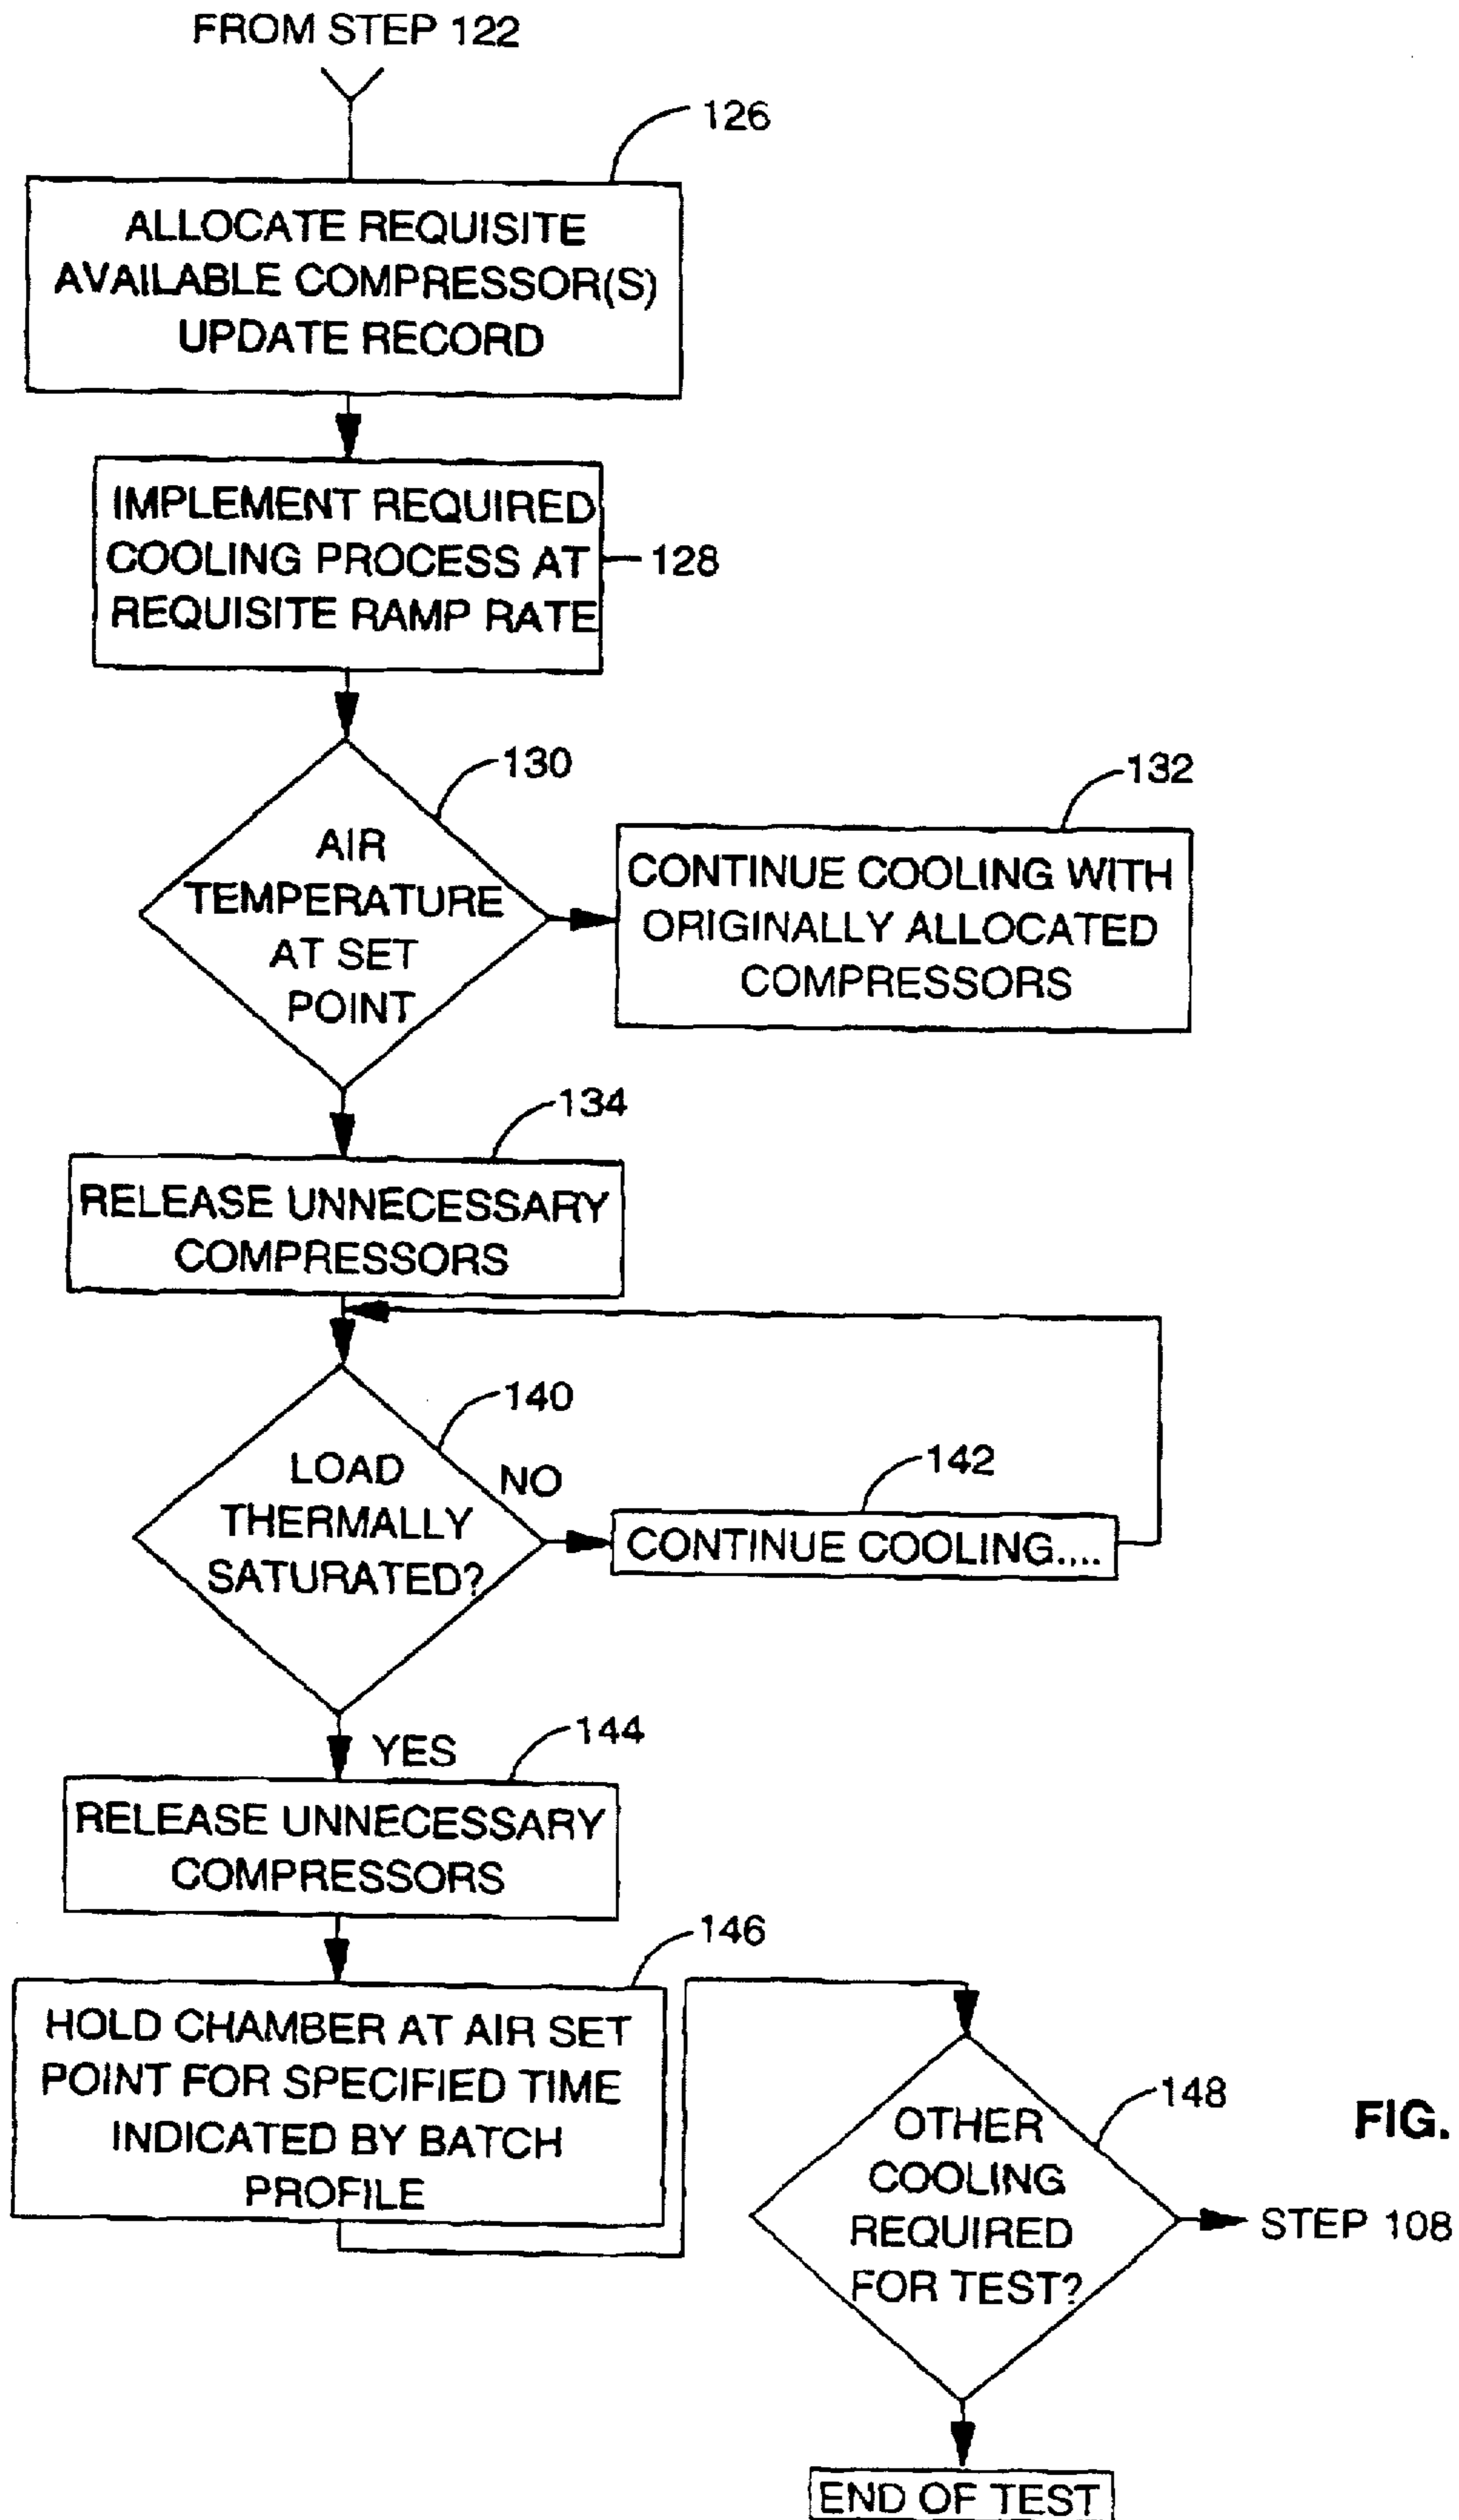 FROM STEP 122
126
ALLOCATE REQUISITE
AVAILABLE COMPRESSOR(S)
UPDATE RECORD
IMPLEMENT REQUIRED
COOLING PROCESS AT
REQUISITE RAMP RATE
128
130
AIR
TEMPERATURE
AT SET
POINT
132
CONTINUE COOLING WITH
ORIGINALLY ALLOCATED
COMPRESSORS
134
RELEASE UNNECESSARY
COMPRESSORS
140
LOAD
THERMALLY
SATURATED?
NO
142
CONTINUE COOLING....
YES
144
RELEASE UNNECESSARY
COMPRESSORS
146
HOLD CHAMBER AT AIR SET
POINT FOR SPECIFIED TIME
INDICATED BY BATCH
PROFILE
148
OTHER
COOLING
REQUIRED
FOR TEST?
FIG.
STEP 108
END OF TEST